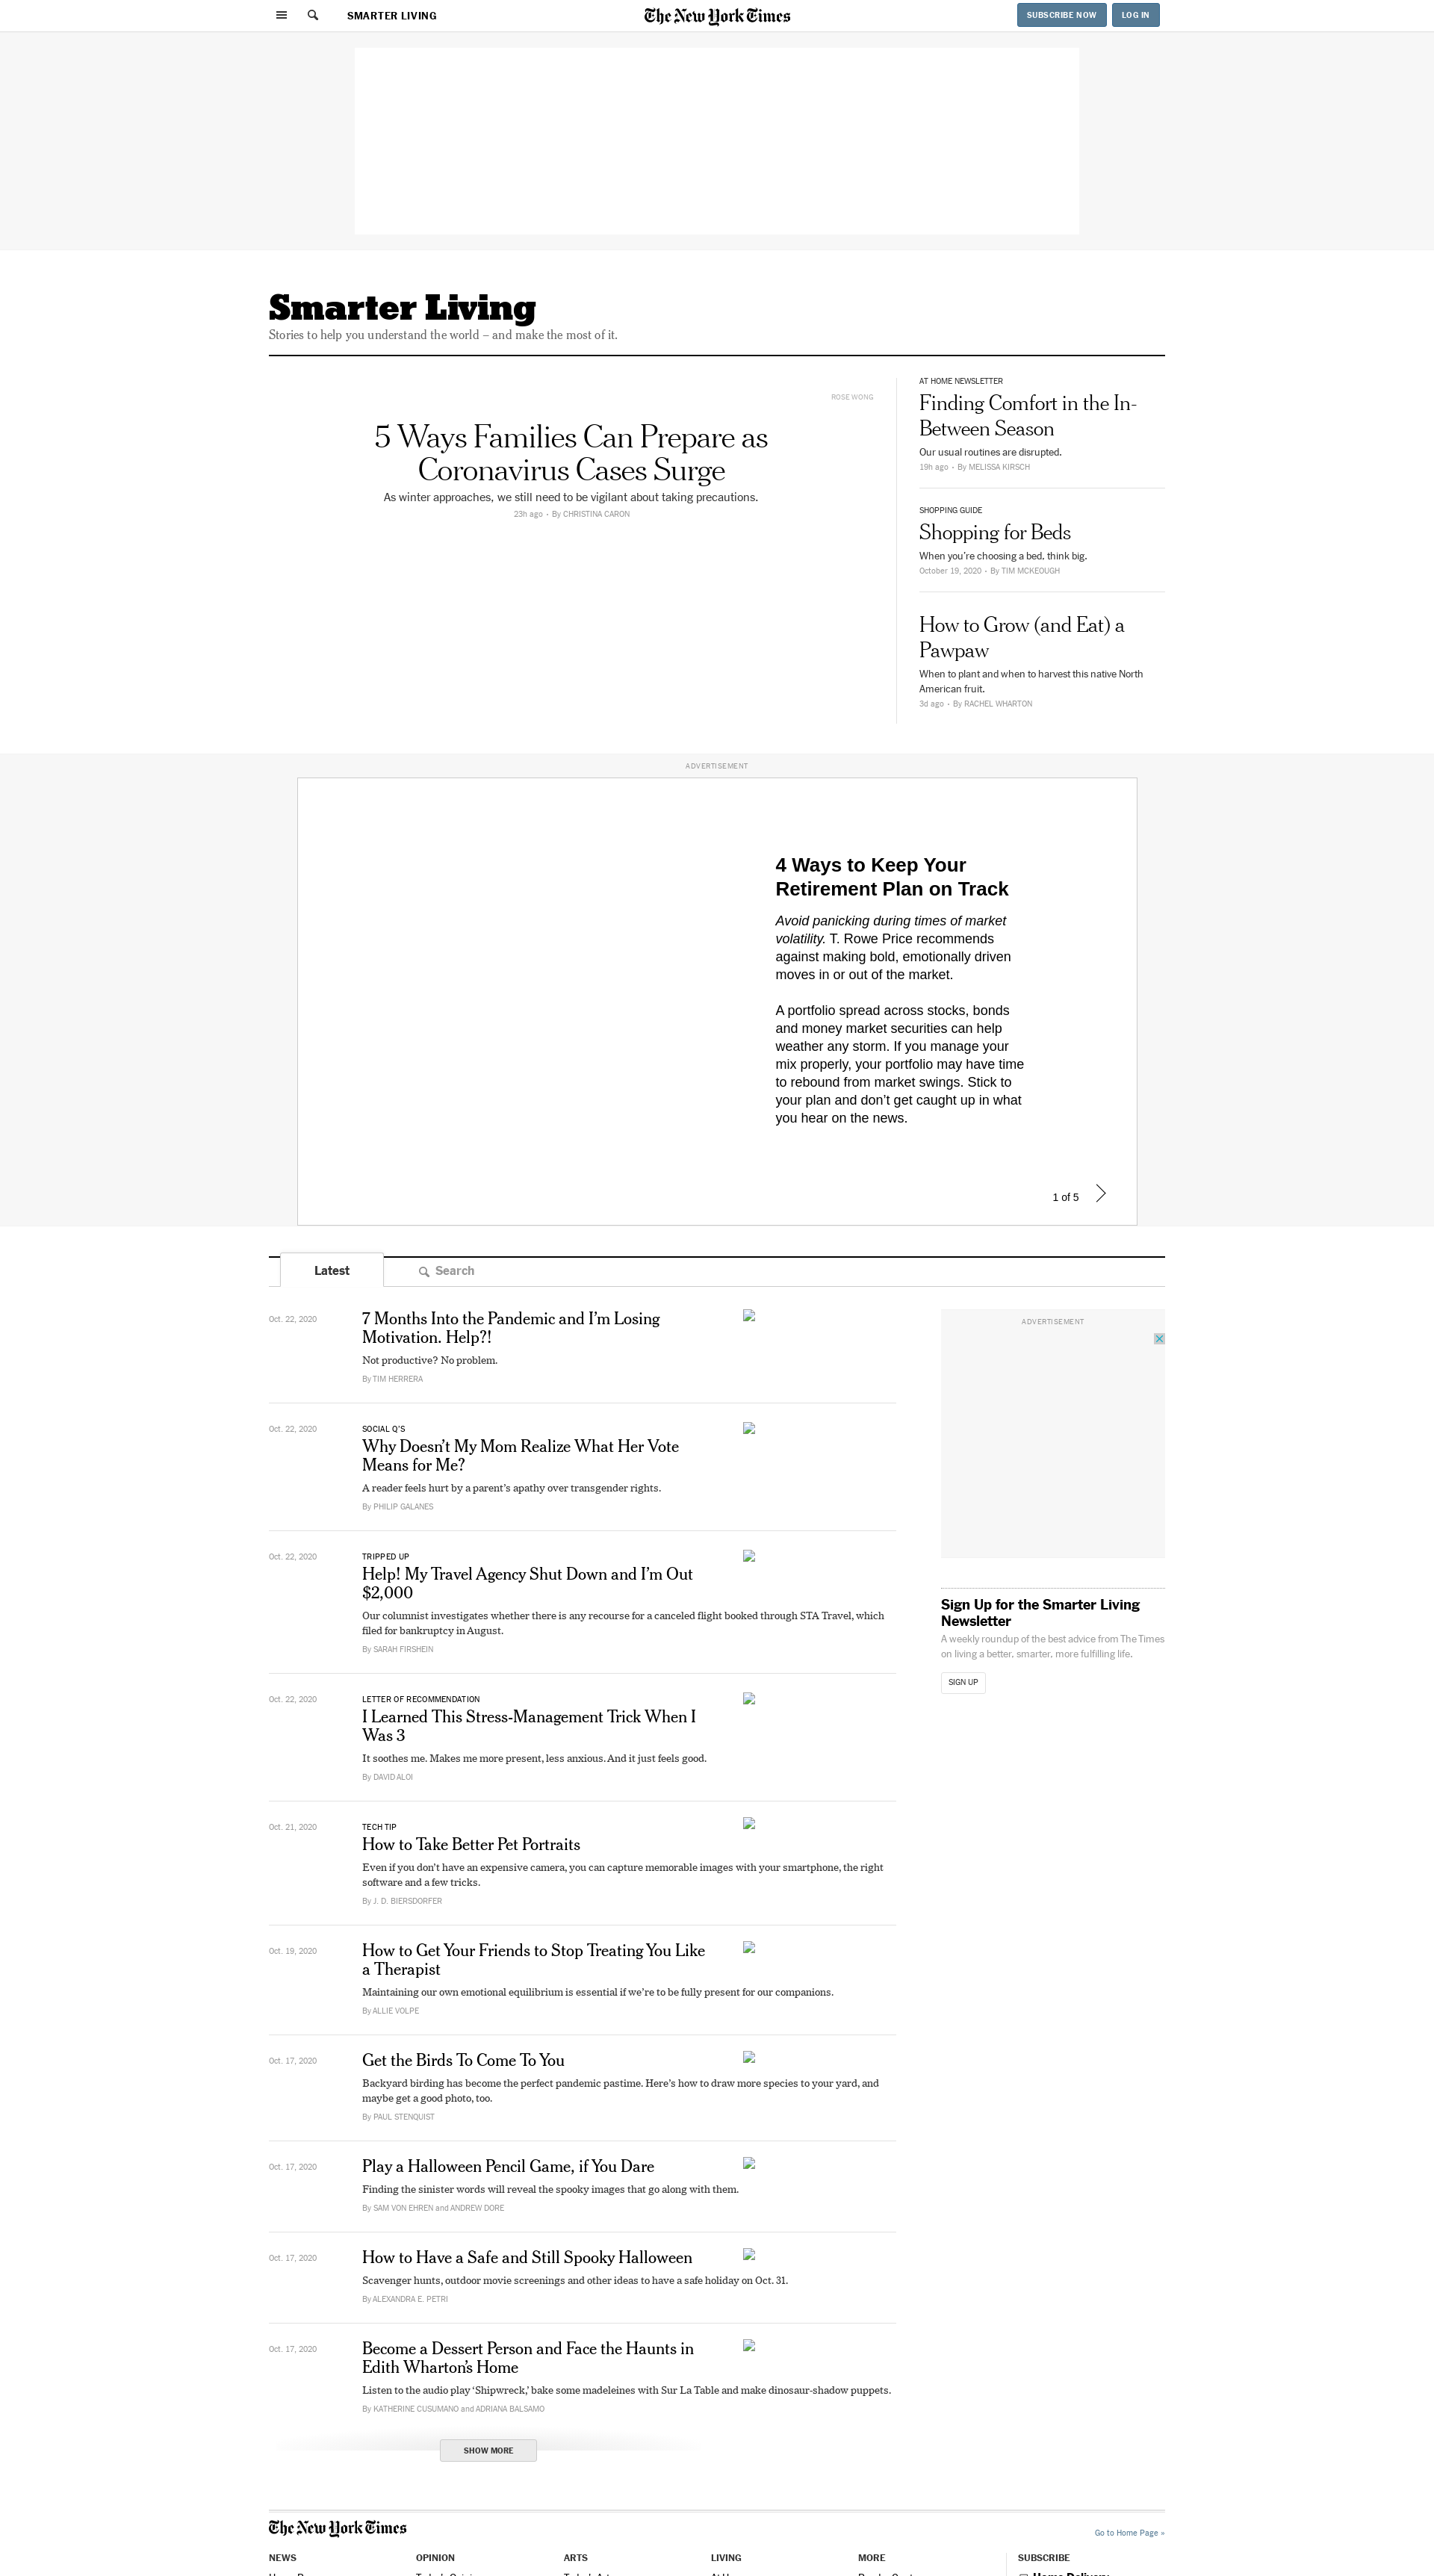 SMARTER LIVING
The New York Times
SUBSCRIBE NOW
LOG IN
Smarter Living
Stories to help you understand the world – and make the most of it.
ROSE WONG
5 Ways Families Can Prepare as
Coronavirus Cases Surge
As winter approaches, we still need to be vigilant about taking precautions.
23h ago • By CHRISTINA CARON
AT HOME NEWSLETTER
Finding Comfort in the In-
Between Season
Our usual routines are disrupted.
19h ago • By MELISSA KIRSCH
SHOPPING GUIDE
Shopping for Beds
When you’re choosing a bed, think big.
October 19, 2020 • By TIM MCKEOUGH
How to Grow (and Eat) a
Pawpaw
When to plant and when to harvest this native North
American fruit.
3d ago • By RACHEL WHARTON
ADVERTISEMENT
4 Ways to Keep Your
Retirement Plan on Track
Avoid panicking during times of market
volatility. T. Rowe Price recommends
against making bold, emotionally driven
moves in or out of the market.
A portfolio spread across stocks, bonds
and money market securities can help
weather any storm. If you manage your
mix properly, your portfolio may have time
to rebound from market swings. Stick to
your plan and don’t get caught up in what
you hear on the news.
1 of 5
Latest
Search
Oct. 22, 2020
7 Months Into the Pandemic and I’m Losing
Motivation. Help?!
Not productive? No problem.
By TIM HERRERA
Oct. 22, 2020
SOCIAL Q’S
Why Doesn’t My Mom Realize What Her Vote
Means for Me?
A reader feels hurt by a parent’s apathy over transgender rights.
By PHILIP GALANES
Oct. 22, 2020
TRIPPED UP
Help! My Travel Agency Shut Down and I’m Out
$2,000
Our columnist investigates whether there is any recourse for a canceled flight booked through STA Travel, which
filed for bankruptcy in August.
By SARAH FIRSHEIN
Oct. 22, 2020
LETTER OF RECOMMENDATION
I Learned This Stress-Management Trick When I
Was 3
It soothes me. Makes me more present, less anxious. And it just feels good.
By DAVID ALOI
Oct. 21, 2020
TECH TIP
How to Take Better Pet Portraits
Even if you don’t have an expensive camera, you can capture memorable images with your smartphone, the right
software and a few tricks.
By J. D. BIERSDORFER
Oct. 19, 2020
How to Get Your Friends to Stop Treating You Like
a Therapist
Maintaining our own emotional equilibrium is essential if we’re to be fully present for our companions.
By ALLIE VOLPE
Oct. 17, 2020
Get the Birds To Come To You
Backyard birding has become the perfect pandemic pastime. Here’s how to draw more species to your yard, and
maybe get a good photo, too.
By PAUL STENQUIST
Oct. 17, 2020
Play a Halloween Pencil Game, if You Dare
Finding the sinister words will reveal the spooky images that go along with them.
By SAM VON EHREN and ANDREW DORE
Oct. 17, 2020
How to Have a Safe and Still Spooky Halloween
Scavenger hunts, outdoor movie screenings and other ideas to have a safe holiday on Oct. 31.
By ALEXANDRA E. PETRI
Oct. 17, 2020
Become a Dessert Person and Face the Haunts in
Edith Wharton’s Home
Listen to the audio play ‘Shipwreck,’ bake some madeleines with Sur La Table and make dinosaur-shadow puppets.
By KATHERINE CUSUMANO and ADRIANA BALSAMO
SHOW MORE
ADVERTISEMENT
Sign Up for the Smarter Living
Newsletter
A weekly roundup of the best advice from The Times
on living a better, smarter, more fulfilling life.
SIGN UP
The New York Times
Go to Home Page »
NEWS
OPINION
ARTS
LIVING
MORE
SUBSCRIBE